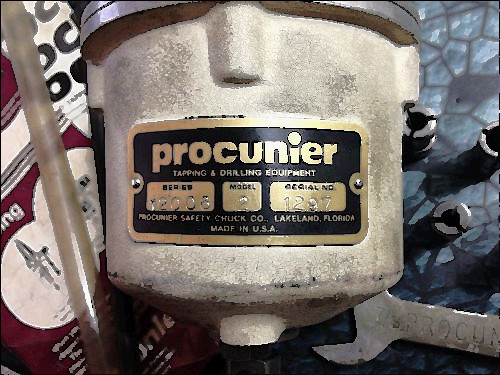 procunier
TAPPING & DRILLING EQUIPMENT
SERIES MODEL SERIAL NO.
12006 2 1297
PROCUNIER SAFETY CHUCK CO., LAKELAND, FLORIDA
MADE IN U.S.A.
PROCUN